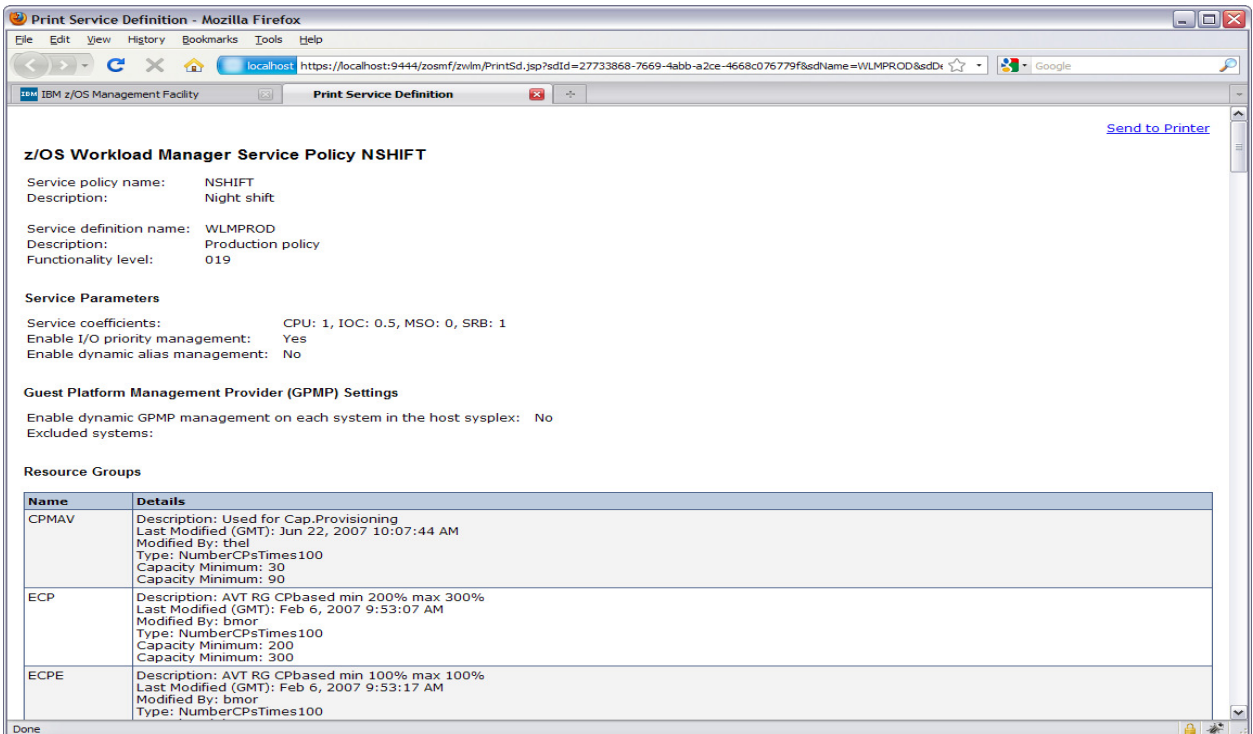 Print Service Definition - Mozilla Firefox
File Edit View History Bookmarks Tools Help
localhost https://localhost:9444/zosmf/zwlm/PrintSd.jsp?sdId=27733868-7669-4abb-a2ce-4668c076779f&sdName=WLMPROD&sdDe Google
IBM IBM z/OS Management Facility Print Service Definition
Send to Printer
z/OS Workload Manager Service Policy NSHIFT
Service policy name: NSHIFT
Description: Night shift
Service definition name: WLMPROD
Description: Production policy
Functionality level: 019
Service Parameters
Service coefficients: CPU: 1, IOC: 0.5, MSO: 0, SRB: 1
Enable I/O priority management: Yes
Enable dynamic alias management: No
Guest Platform Management Provider (GPMP) Settings
Enable dynamic GPMP management on each system in the host sysplex: No
Excluded systems:
Resource Groups
Name Details
CPMAV Description: Used for Cap.Provisioning
Last Modified (GMT): Jun 22, 2007 10:07:44 AM
Modified By: thel
Type: NumberCPsTimes100
Capacity Minimum: 30
Capacity Minimum: 90
ECP Description: AVT RG CPbased min 200% max 300%
Last Modified (GMT): Feb 6, 2007 9:53:07 AM
Modified By: bmor
Type: NumberCPsTimes100
Capacity Minimum: 200
Capacity Minimum: 300
ECPE Description: AVT RG CPbased min 100% max 100%
Last Modified (GMT): Feb 6, 2007 9:53:17 AM
Modified By: bmor
Type: NumberCPsTimes100
Done